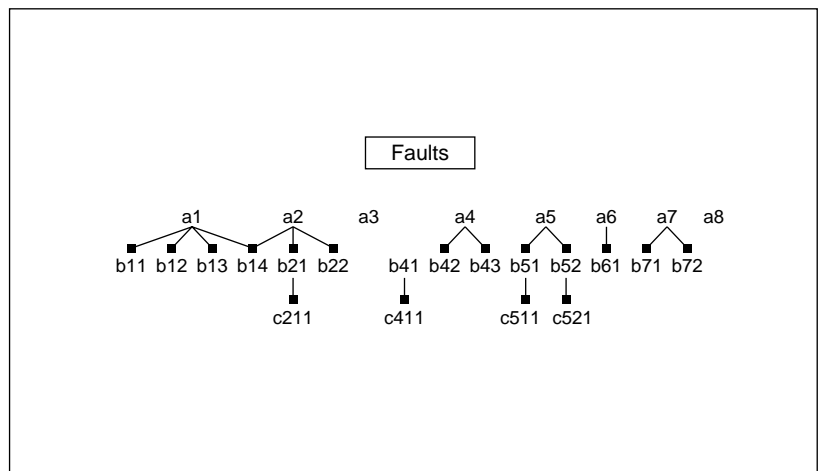 Faults
a1 a2 a3 a4 a5 a6 a7 a8
b11 b12 b13 b14 b21 b22 b41 b42 b43 b51 b52 b61 b71 b72
c211 c411 c511 c521